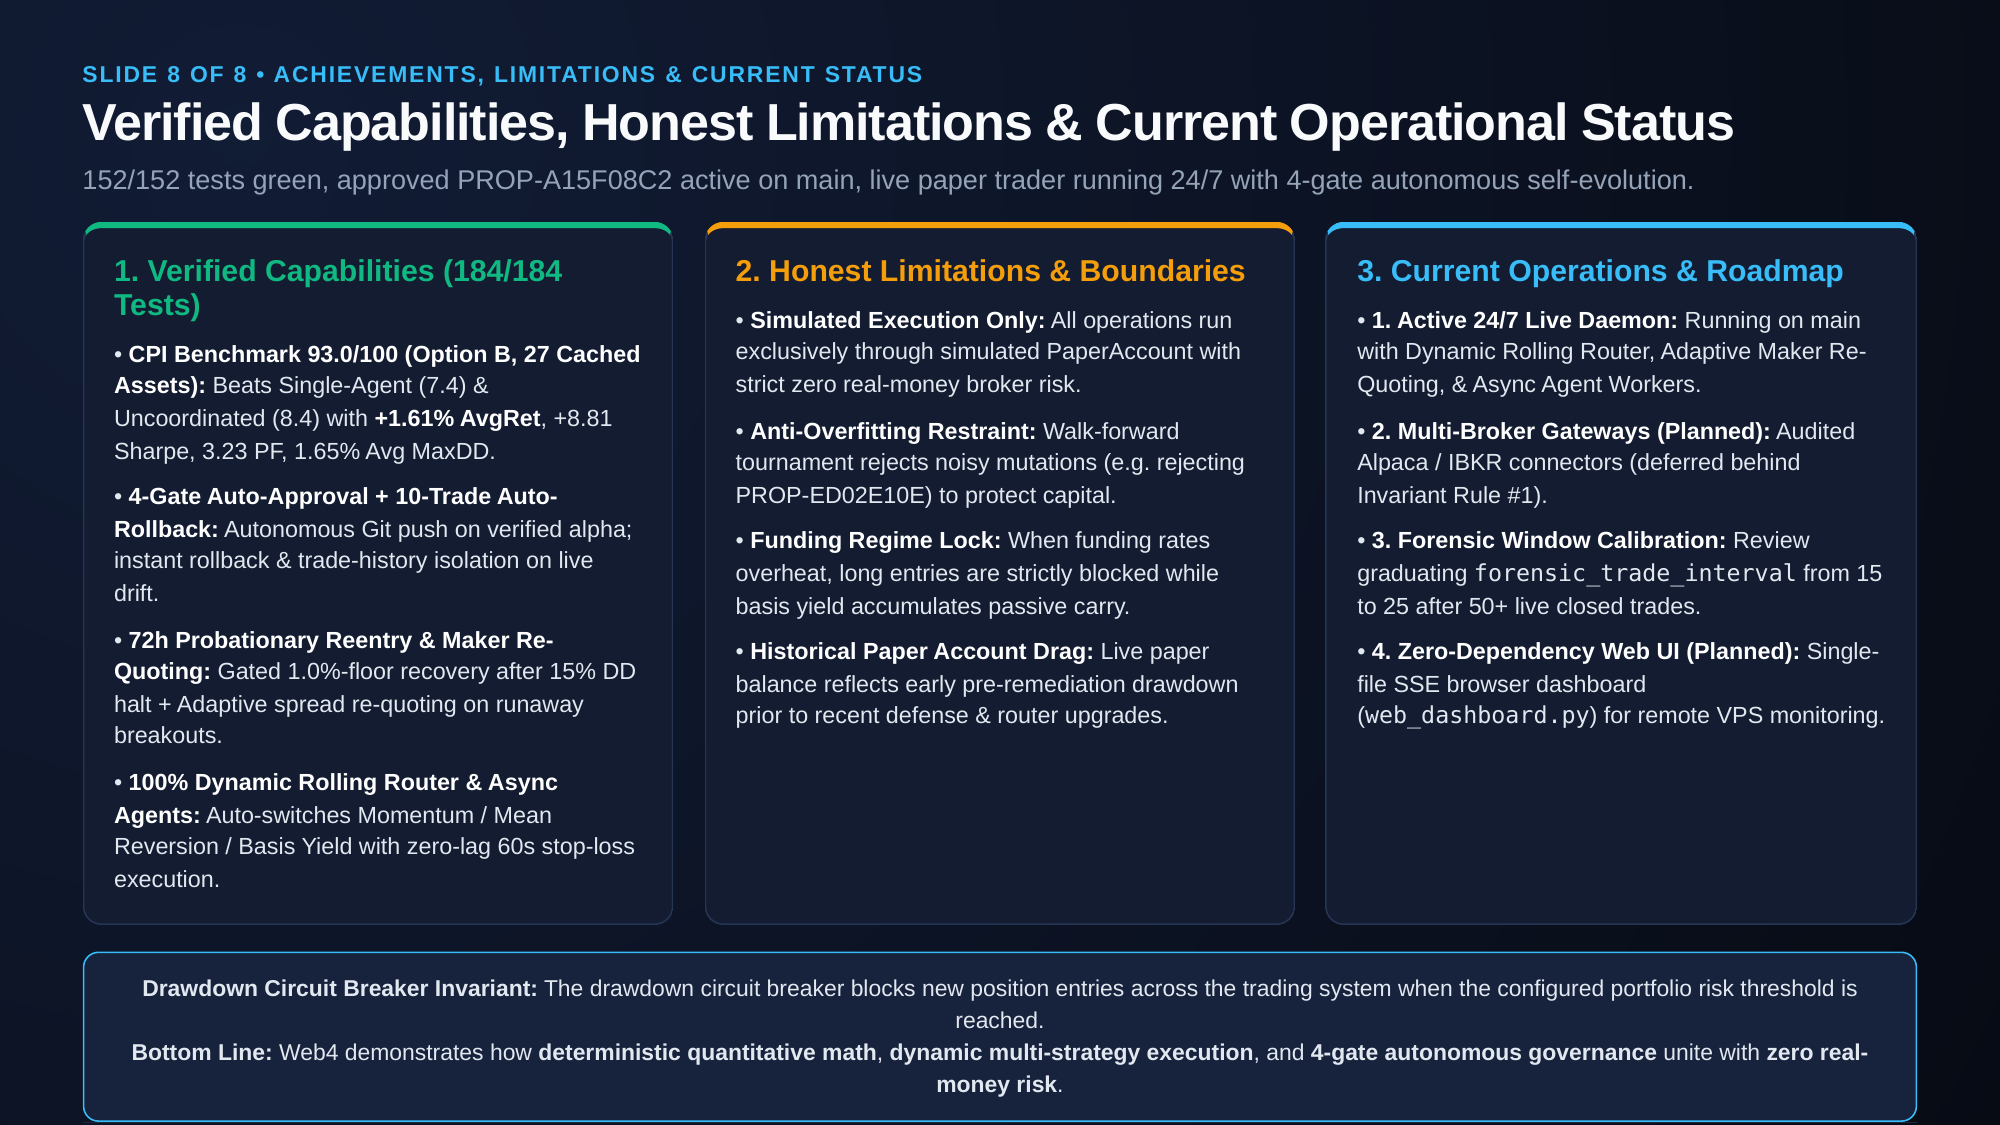 SLIDE 8 OF 8 • ACHIEVEMENTS, LIMITATIONS & CURRENT STATUS
Verified Capabilities, Honest Limitations & Current Operational Status
152/152 tests green, approved PROP-A15F08C2 active on main, live paper trader running 24/7 with 4-gate autonomous self-evolution.
1. Verified Capabilities (184/184
Tests)
• CPI Benchmark 93.0/100 (Option B, 27 Cached
Assets): Beats Single-Agent (7.4) &
Uncoordinated (8.4) with +1.61% AvgRet, +8.81
Sharpe, 3.23 PF, 1.65% Avg MaxDD.
• 4-Gate Auto-Approval + 10-Trade Auto-
Rollback: Autonomous Git push on verified alpha;
instant rollback & trade-history isolation on live
drift.
• 72h Probationary Reentry & Maker Re-
Quoting: Gated 1.0%-floor recovery after 15% DD
halt + Adaptive spread re-quoting on runaway
breakouts.
• 100% Dynamic Rolling Router & Async
Agents: Auto-switches Momentum / Mean
Reversion / Basis Yield with zero-lag 60s stop-loss
execution.
2. Honest Limitations & Boundaries
• Simulated Execution Only: All operations run
exclusively through simulated PaperAccount with
strict zero real-money broker risk.
• Anti-Overfitting Restraint: Walk-forward
tournament rejects noisy mutations (e.g. rejecting
PROP-ED02E10E) to protect capital.
• Funding Regime Lock: When funding rates
overheat, long entries are strictly blocked while
basis yield accumulates passive carry.
• Historical Paper Account Drag: Live paper
balance reflects early pre-remediation drawdown
prior to recent defense & router upgrades.
3. Current Operations & Roadmap
• 1. Active 24/7 Live Daemon: Running on main
with Dynamic Rolling Router, Adaptive Maker Re-
Quoting, & Async Agent Workers.
• 2. Multi-Broker Gateways (Planned): Audited
Alpaca / IBKR connectors (deferred behind
Invariant Rule #1).
• 3. Forensic Window Calibration: Review
graduating forensic_trade_interval from 15
to 25 after 50+ live closed trades.
• 4. Zero-Dependency Web UI (Planned): Single-
file SSE browser dashboard
(web_dashboard.py) for remote VPS monitoring.
Drawdown Circuit Breaker Invariant: The drawdown circuit breaker blocks new position entries across the trading system when the configured portfolio risk threshold is
reached.
Bottom Line: Web4 demonstrates how deterministic quantitative math, dynamic multi-strategy execution, and 4-gate autonomous governance unite with zero real-
money risk.